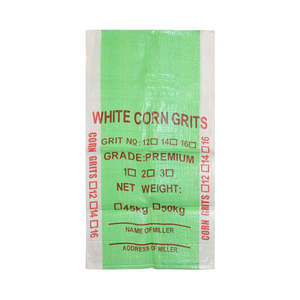 WHITE CORN GRITS
GRIT NO: 12☐ 14☐ 16☐
GRADE:PREMIUM
1☐ 2☐ 3☐
NET WEIGHT:
☐45kg ☐50kg
NAME OF MILLER
ADDRESS OF MILLER
CORN GRITS ☐12 ☐14 ☐16
CORN GRITS ☐12 ☐14 ☐16